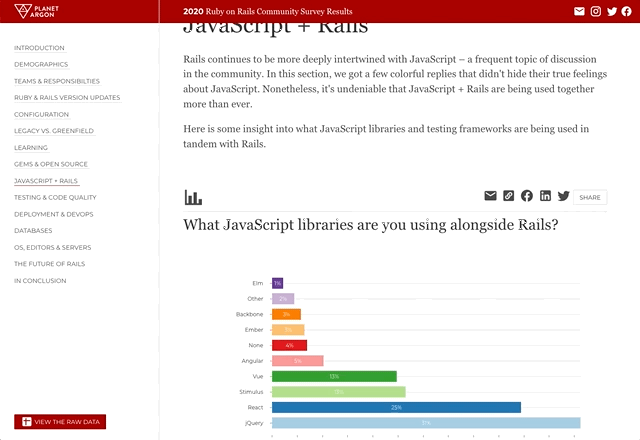 PLANET
ARGON
2020 Ruby on Rails Community Survey Results
INTRODUCTION
DEMOGRAPHICS
TEAMS & RESPONSIBILTIES
RUBY & RAILS VERSION UPDATES
CONFIGURATION
LEGACY VS. GREENFIELD
LEARNING
GEMS & OPEN SOURCE
JAVASCRIPT + RAILS
TESTING & CODE QUALITY
DEPLOYMENT & DEVOPS
DATABASES
OS, EDITORS & SERVERS
THE FUTURE OF RAILS
IN CONCLUSION
VIEW THE RAW DATA
JavaScript + Rails
Rails continues to be more deeply intertwined with JavaScript – a frequent topic of discussion
in the community. In this section, we got a few colorful replies that didn't hide their true feelings
about JavaScript. Nonetheless, it's undeniable that JavaScript + Rails are being used together
more than ever.
Here is some insight into what JavaScript libraries and testing frameworks are being used in
tandem with Rails.
SHARE
What JavaScript libraries are you using alongside Rails?
Elm 1%
Other 2%
Backbone 3%
Ember
None 4%
Angular 5%
Vue 13%
Stimulus
React 25%
jQuery 31%